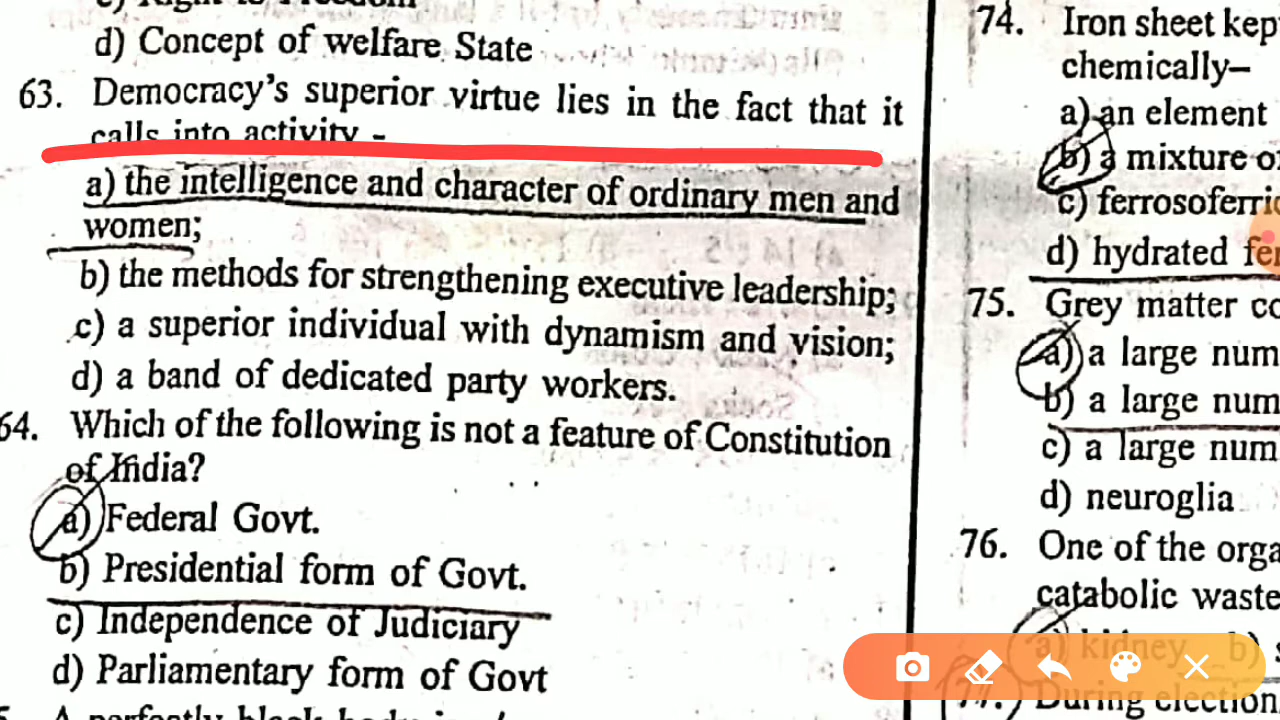 d) Concept of welfare State
63. Democracy's superior virtue lies in the fact that it
calls into activity -
a) the intelligence and character of ordinary men and
women;
b) the methods for strengthening executive leadership;
c) a superior individual with dynamism and vision;
d) a band of dedicated party workers.
64. Which of the following is not a feature of Constitution
of India?
a) Federal Govt.
b) Presidential form of Govt.
c) Independence of Judiciary
d) Parliamentary form of Govt
74. Iron sheet kep
chemically–
a) an element
b) a mixture o
c) ferrosoferri
d) hydrated fe
75. Grey matter co
a) a large num
b) a large num
c) a large num
d) neuroglia
76. One of the orga
catabolic waste
a) kidney b)
77. During election